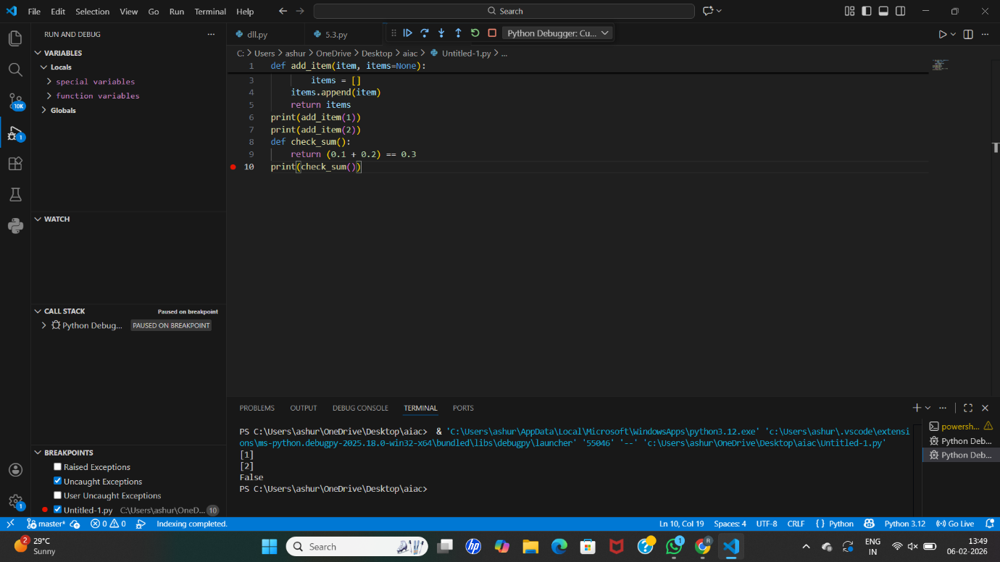 File Edit Selection View Go Run Terminal Help
Search
RUN AND DEBUG
dll.py
5.3.py
Python Debugger: Cu...
VARIABLES
Locals
special variables
function variables
Globals
WATCH
CALL STACK Paused on breakpoint
Python Debug... PAUSED ON BREAKPOINT
BREAKPOINTS
Raised Exceptions
Uncaught Exceptions
User Uncaught Exceptions
Untitled-1.py C:\Users\ashur\OneD... 10
10K
1
1
C: > Users > ashur > OneDrive > Desktop > aiac > Untitled-1.py > ...
1 def add_item(item, items=None):
3 items = []
4 items.append(item)
5 return items
6 print(add_item(1))
7 print(add_item(2))
8 def check_sum():
9 return (0.1 + 0.2) == 0.3
10 print(check_sum())
PROBLEMS OUTPUT DEBUG CONSOLE TERMINAL PORTS
PS C:\Users\ashur\OneDrive\Desktop\aiac> & 'C:\Users\ashur\AppData\Local\Microsoft\WindowsApps\python3.12.exe' 'c:\Users\ashur\.vscode\extensi
ons\ms-python.debugpy-2025.18.0-win32-x64\bundled\libs\debugpy\launcher' '55046' '--' 'c:\Users\ashur\OneDrive\Desktop\aiac\Untitled-1.py'
[1]
[2]
False
PS C:\Users\ashur\OneDrive\Desktop\aiac>
powersh...
Python Deb...
Python Deb...
master* 0 0 Indexing completed. Ln 10, Col 19 Spaces: 4 UTF-8 CRLF {} Python Python 3.12 Go Live
2
29°C
Sunny
Search
hp
1
R
ENG
IN
13:49
06-02-2026